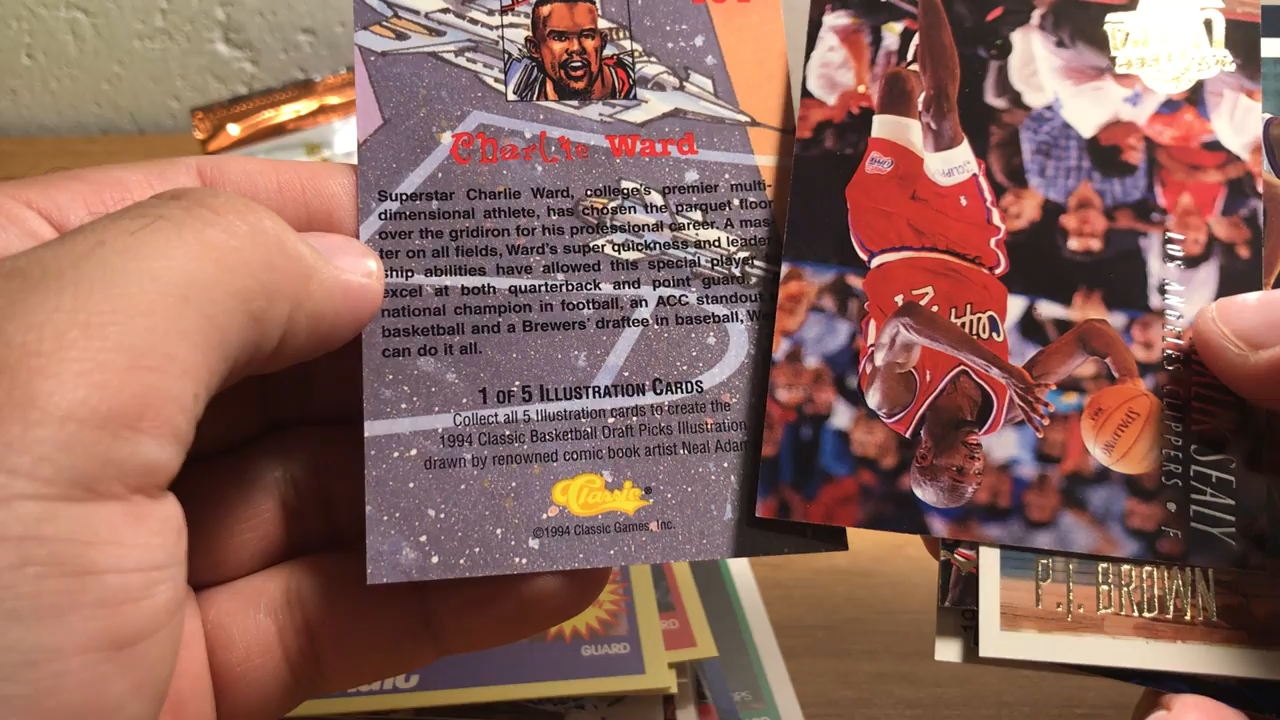 Charlie Ward
Superstar Charlie Ward, college's premier multi-
dimensional athlete, has chosen the parquet floor
over the gridiron for his professional career. A mas-
ter on all fields, Ward's super quickness and leader
ship abilities have allowed this special player
excel at both quarterback and point guard.
national champion in football, an ACC standout
basketball and a Brewers' draftee in baseball, W
can do it all.
1 OF 5 ILLUSTRATION CARDS
Collect all 5 Illustration cards to create the
1994 Classic Basketball Draft Picks Illustration
drawn by renowned comic book artist Neal Adam
Classic®
©1994 Classic Games, Inc.
MALIK SEALY
LOS ANGELES CLIPPERS • F
SPALDING
P.J. BROWN
GUARD